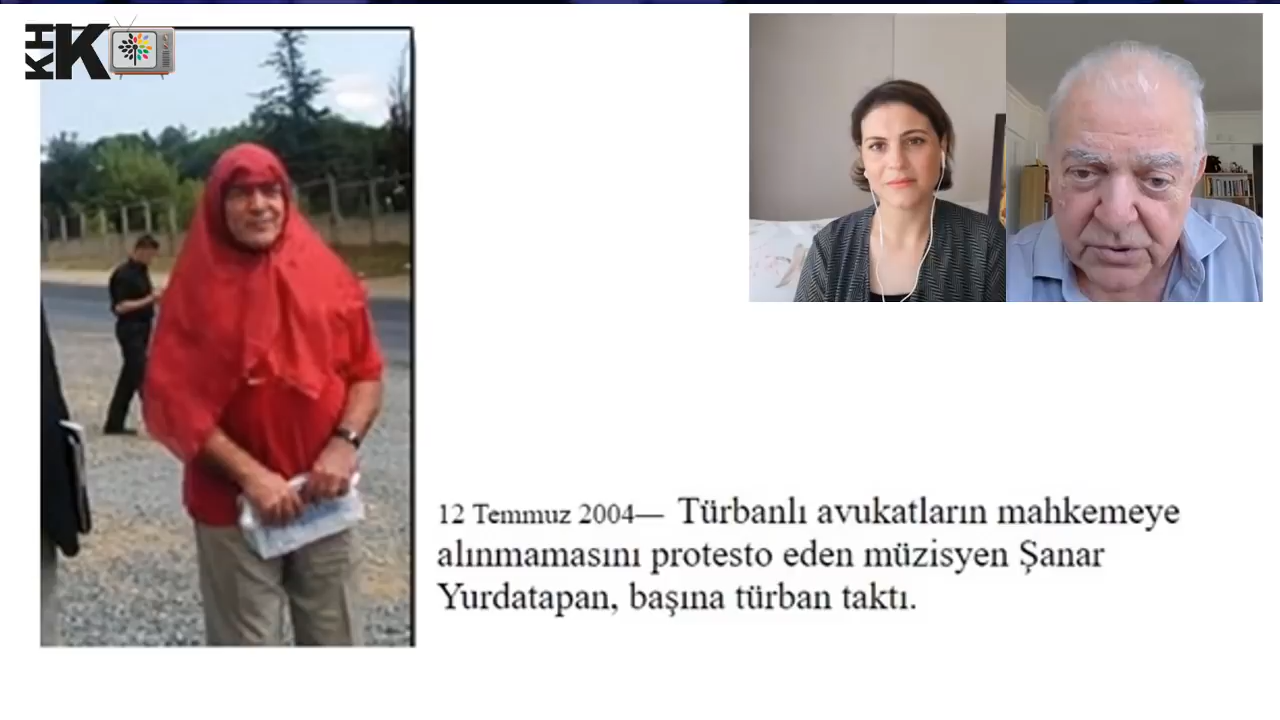 KHK
12 Temmuz 2004— Türbanlı avukatların mahkemeye
alınmamasını protesto eden müzisyen Şanar
Yurdatapan, başına türban taktı.